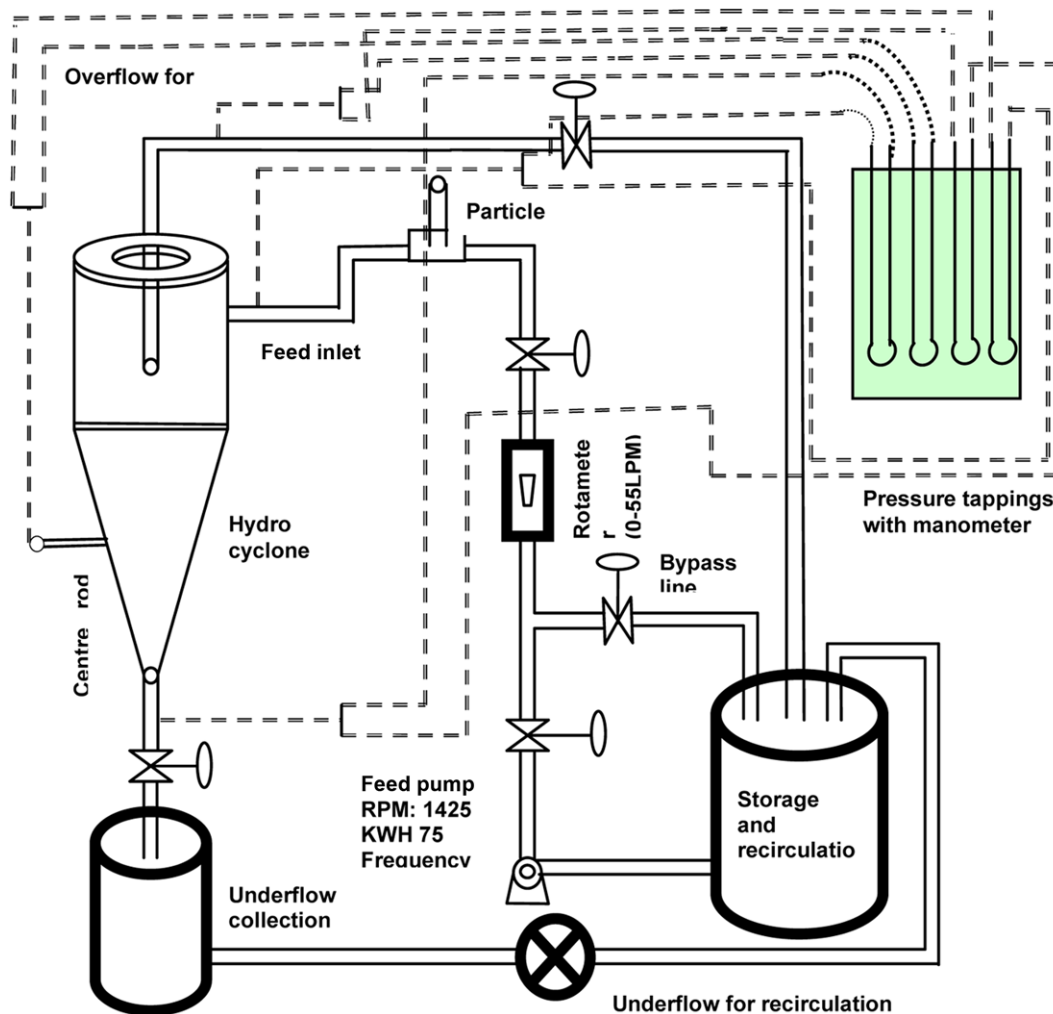 Overflow for
Particle
Feed inlet
Rotamete
r
(0-55LPM)
Pressure tappings
with manometer
Hydro
cyclone
Bypass
line
Centre rod
Feed pump
RPM: 1425
KWH 75
Frequency
Storage
and
recirculatio
Underflow
collection
Underflow for recirculation